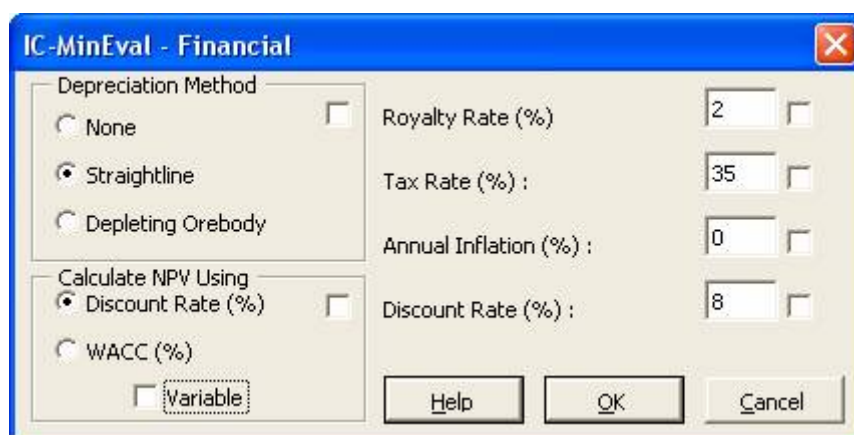 IC-MinEval - Financial
Depreciation Method
None
Straightline
Depleting Orebody
Calculate NPV Using
Discount Rate (%)
WACC (%)
Variable
Royalty Rate (%) 2
Tax Rate (%) : 35
Annual Inflation (%) : 0
Discount Rate (%) : 8
Help OK Cancel